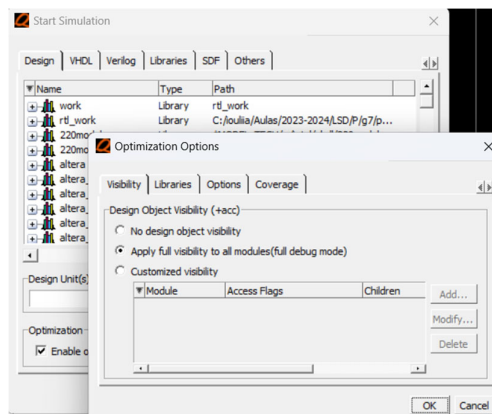 Start Simulation
Design VHDL Verilog Libraries SDF Others
Name Type Path
work Library rtl_work
rtl_work Library C:/ioulia/Aulas/2023-2024/LSD/P/g7/p...
220mod
220mo
altera
altera_
altera_
altera_
altera_
altera_
Design Unit(s)
Optimization
Enable o
Optimization Options
Visibility Libraries Options Coverage
Design Object Visibility (+acc)
No design object visibility
Apply full visibility to all modules(full debug mode)
Customized visibility
Module Access Flags Children
Add...
Modify...
Delete
OK Cancel